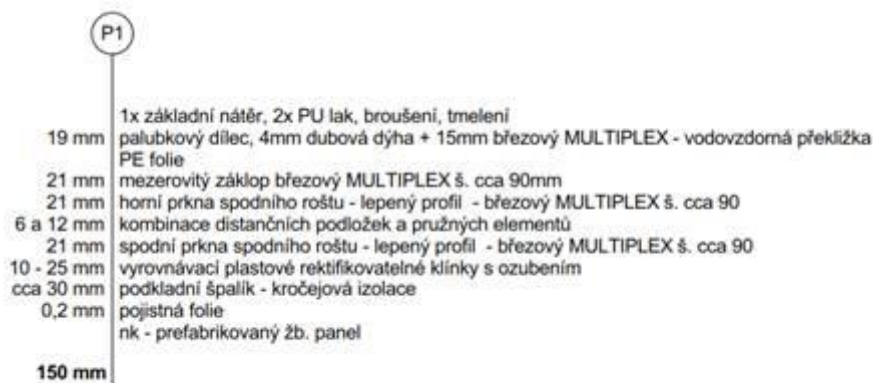 P1
1x základní nátěr, 2x PU lak, broušení, tmelení
19 mm palubkový dílec, 4mm dubová dýha + 15mm březový MULTIPLEX - vodovzdorná překližka
PE folie
21 mm mezerovitý záklop březový MULTIPLEX š. cca 90mm
21 mm horní prkna spodního roštu - lepený profil - březový MULTIPLEX š. cca 90
6 a 12 mm kombinace distančních podložek a pružných elementů
21 mm spodní prkna spodního roštu - lepený profil - březový MULTIPLEX š. cca 90
10 - 25 mm vyrovnávací plastové rektifikovatelné klínky s ozubením
cca 30 mm podkladní špalík - kročejová izolace
0,2 mm pojistná folie
nk - prefabrikovaný žb. panel
150 mm